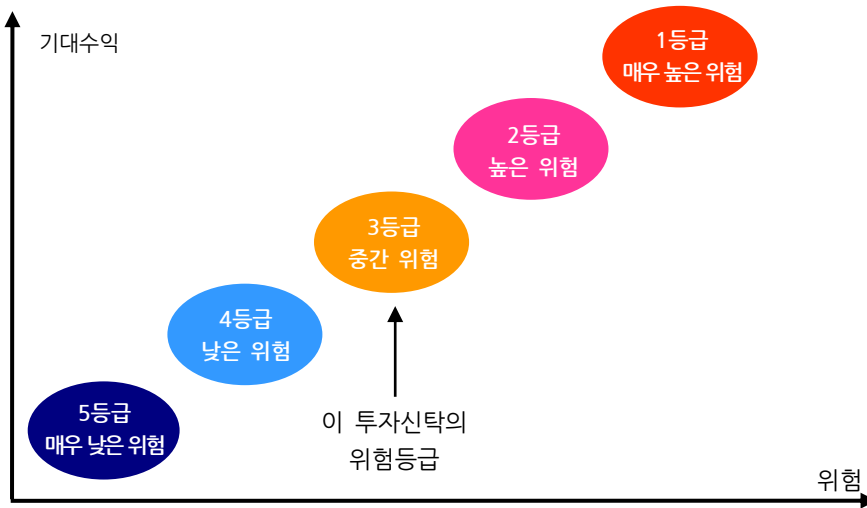 기대수익
1등급
매우 높은 위험
2등급
높은 위험
3등급
중간 위험
4등급
낮은 위험
5등급
매우 낮은 위험
이 투자신탁의
위험등급
위험